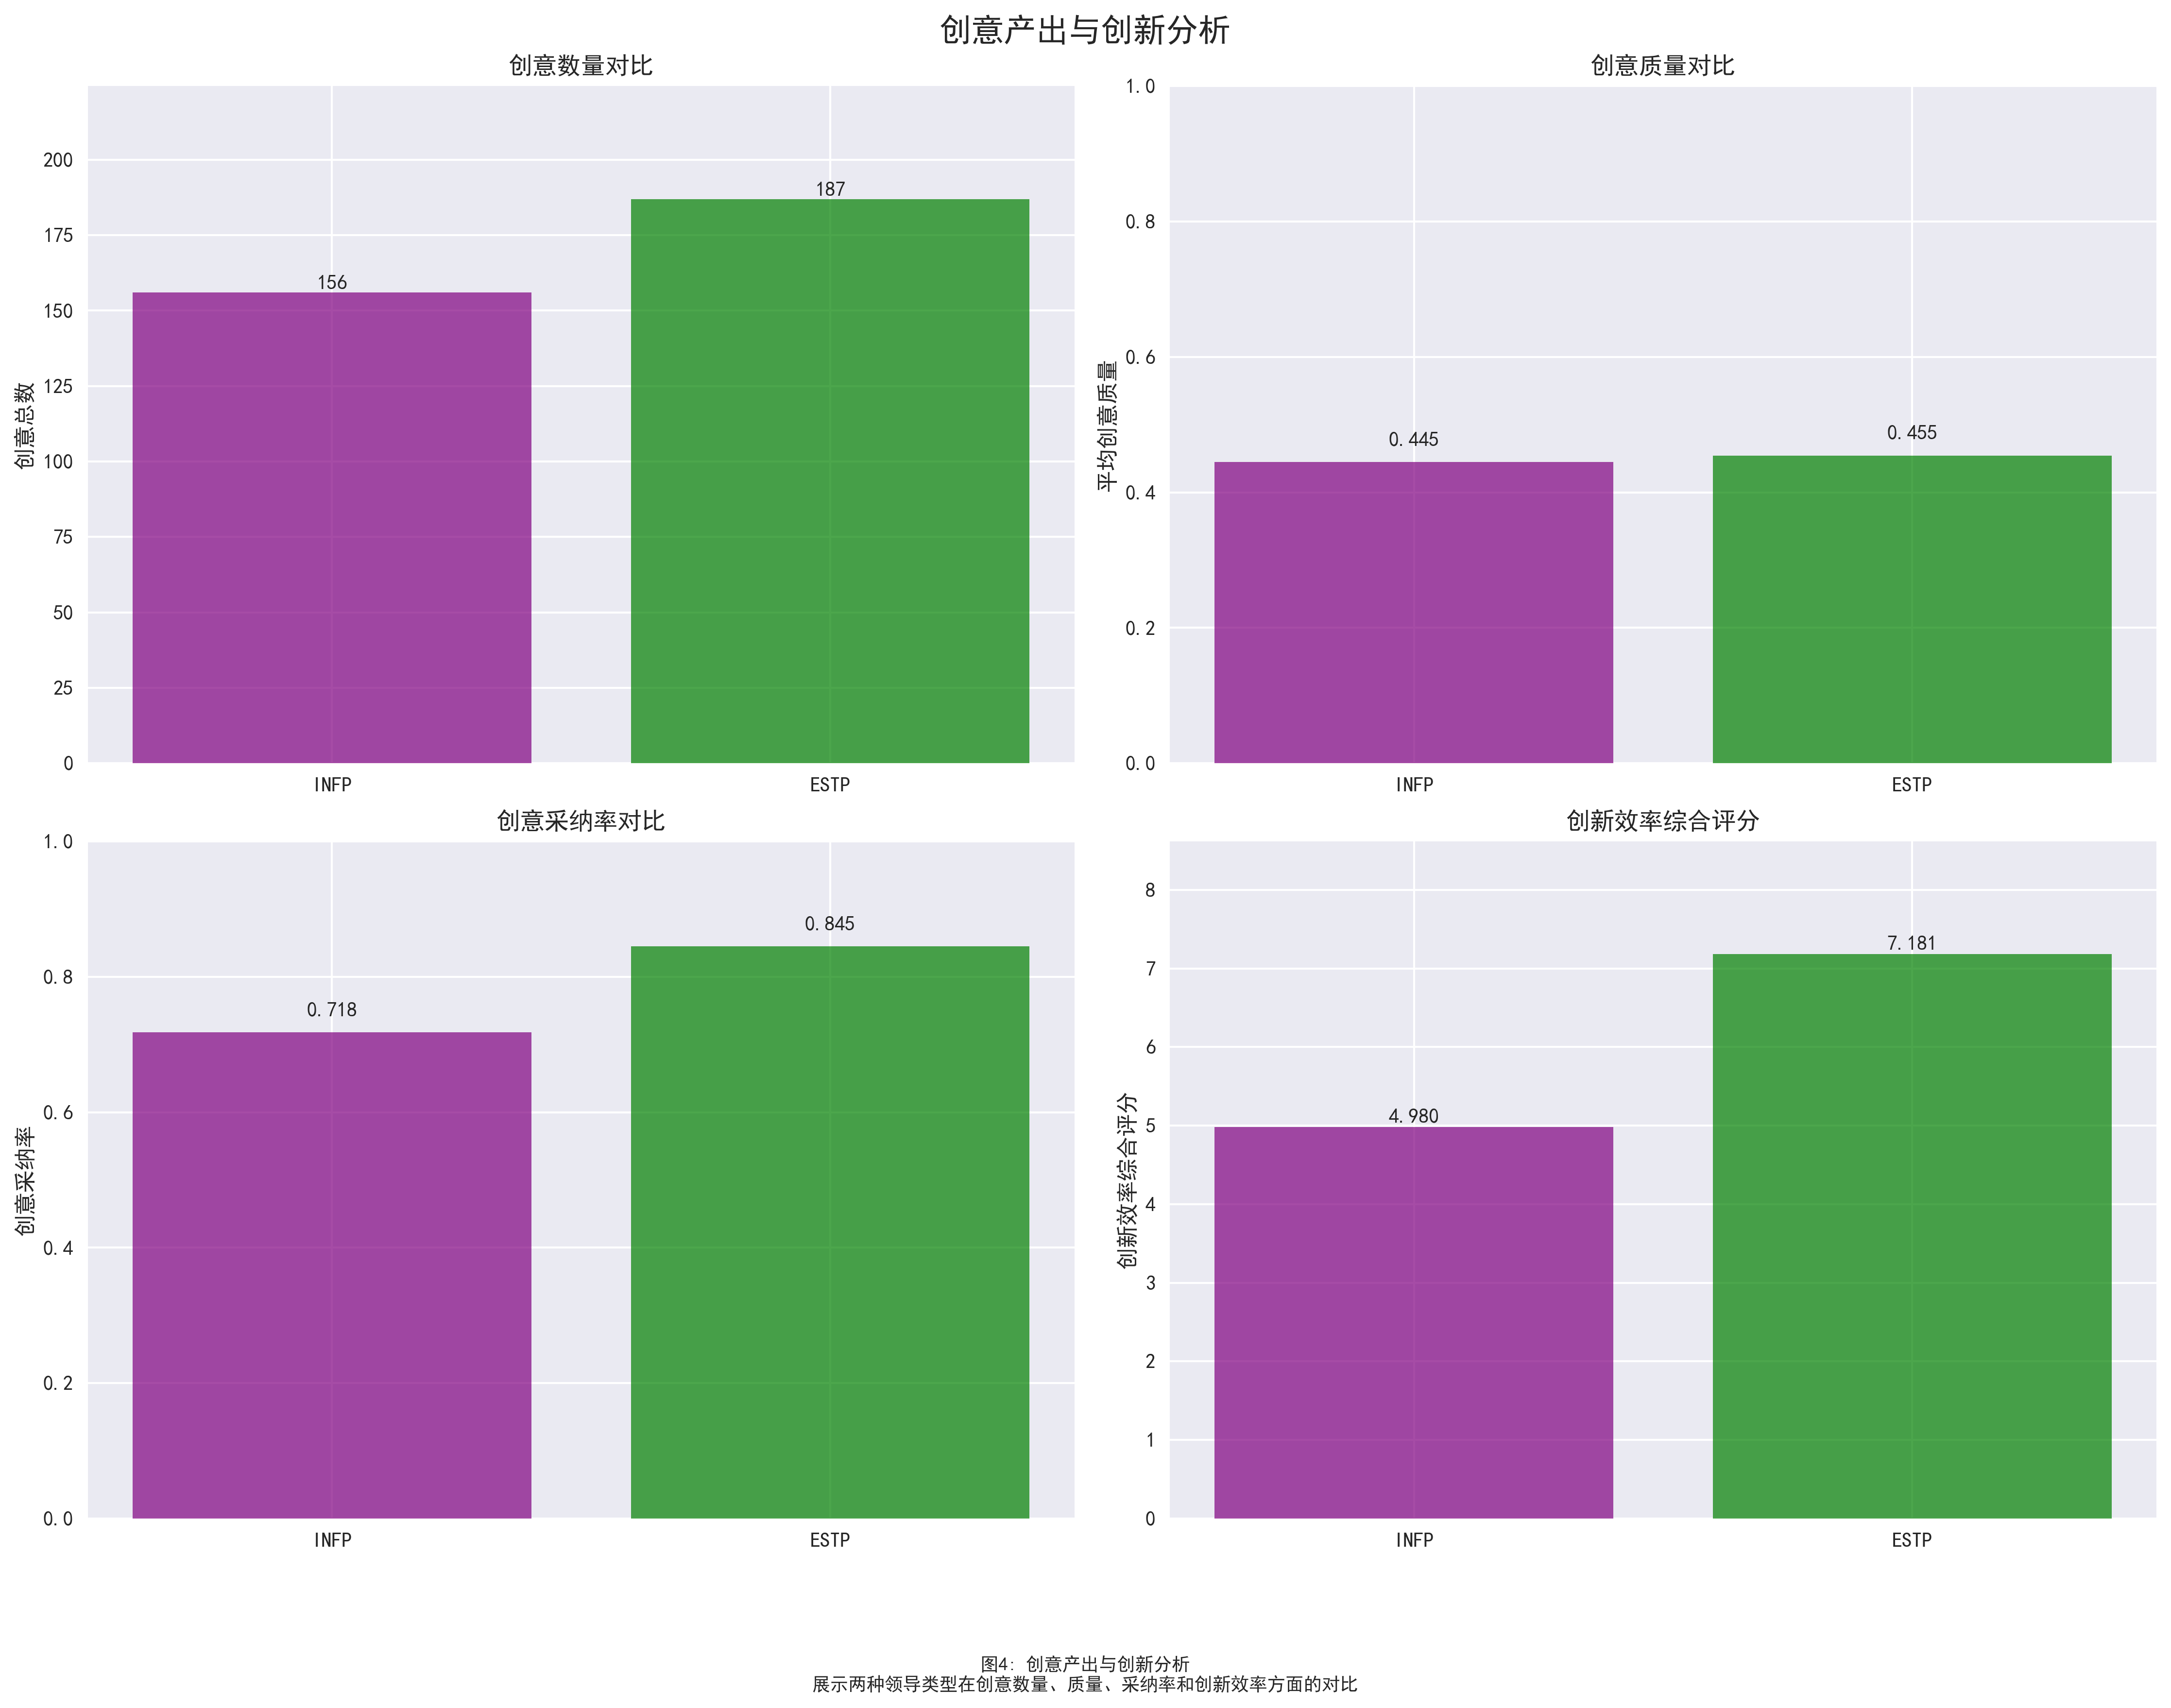 创意产出与创新分析
创意数量对比
创意总数
200
175
150
125
100
75
50
25
0
156
187
INFP
ESTP
创意质量对比
平均创意质量
1.0
0.8
0.6
0.4
0.2
0.0
0.445
0.455
INFP
ESTP
创意采纳率对比
创意采纳率
1.0
0.8
0.6
0.4
0.2
0.0
0.718
0.845
INFP
ESTP
创新效率综合评分
创新效率综合评分
8
7
6
5
4
3
2
1
0
4.980
7.181
INFP
ESTP
图4: 创意产出与创新分析
展示两种领导类型在创意数量、质量、采纳率和创新效率方面的对比